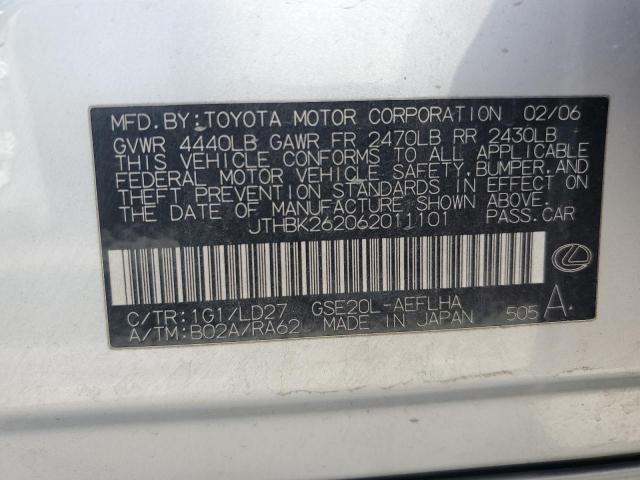 MFD.BY:TOYOTA MOTOR CORPORATION 02/06
GVWR 4440LB GAWR FR 2470LB RR 2430LB
THIS VEHICLE CONFORMS TO ALL APPLICABLE
FEDERAL MOTOR VEHICLE SAFETY,BUMPER,AND
THEFT PREVENTION STANDARDS IN EFFECT ON
THE DATE OF MANUFACTURE SHOWN ABOVE.
JTHBK262062011101 PASS.CAR
C/TR:1G1/LD27 GSE20L-AEFLHA
A/TM:B02A/RA62 MADE IN JAPAN 505 A.